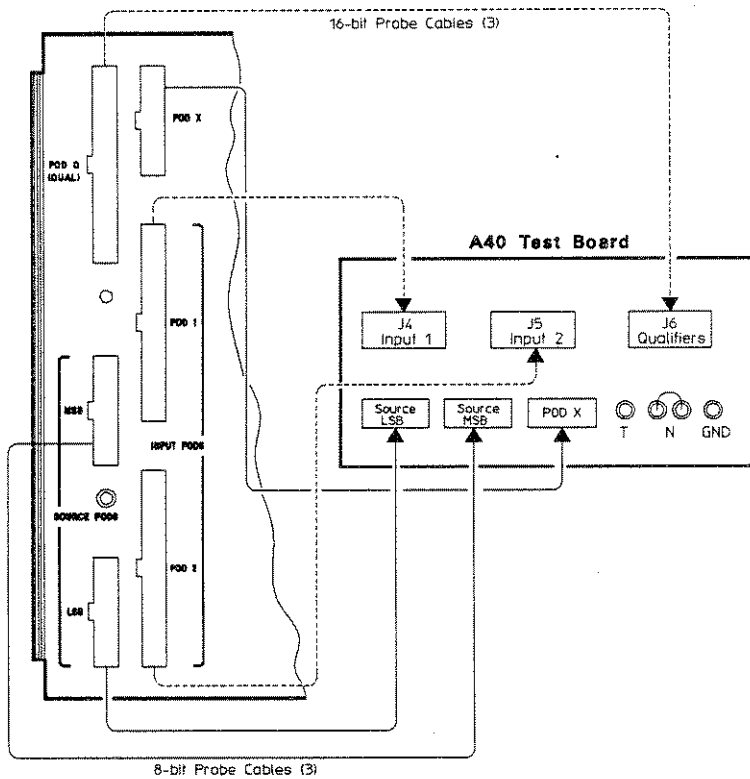 16-bit Probe Cables (3)
POD X
POD Q
(QUAL)
POD 1
MSB
INPUT PODS
SOURCE PODS
POD 2
LSB
A40 Test Board
J4
Input 1
J5
Input 2
J6
Qualifiers
Source
LSB
Source
MSB
POD X
T
N
GND
8-bit Probe Cables (3)